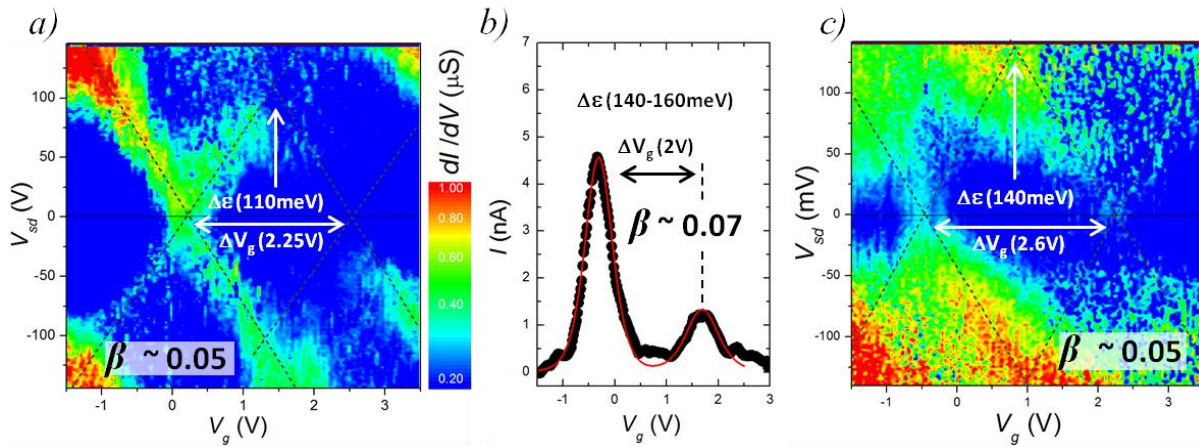 a)
100
50
0
-50
-100
V_sd (V)
Δε (110meV)
ΔV_g (2.25V)
β ~ 0.05
-1 0 1 2 3
V_g (V)
dI/dV (μS)
1.00
0.80
0.60
0.40
0.20
b)
7
6
5
4
3
2
1
0
I (nA)
Δε (140-160meV)
ΔV_g (2V)
β ~ 0.07
-1 0 1 2 3
V_g (V)
c)
100
50
0
-50
-100
V_sd (mV)
Δε (140meV)
ΔV_g (2.6V)
β ~ 0.05
-1 0 1 2 3
V_g (V)